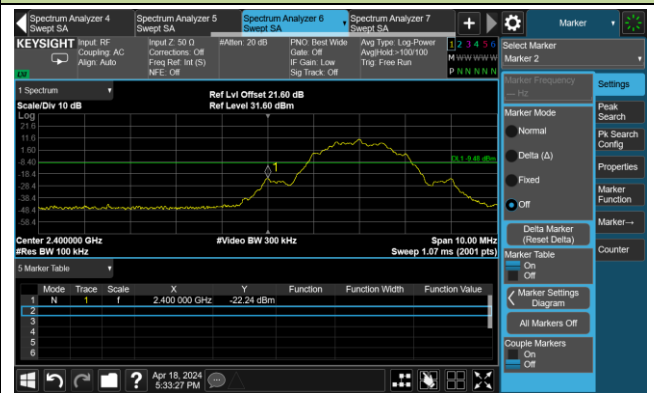 Spectrum Analyzer 4
Swept SA
Spectrum Analyzer 5
Swept SA
Spectrum Analyzer 6
Swept SA
Spectrum Analyzer 7
Swept SA
+
Marker
KEYSIGHT
Input: RF
Coupling: AC
Align: Auto
Input Z: 50 Ω
Corrections: Off
Freq Ref: Int (S)
NFE: Off
#Atten: 20 dB
PNO: Best Wide
Gate: Off
IF Gain: Low
Sig Track: Off
Avg Type: Log-Power
Avg|Hold:>100/100
Trig: Free Run
1 2 3 4 5 6
M W W W W W
P N N N N N
LXI
Select Marker
Marker 2
1 Spectrum
Scale/Div 10 dB
Ref Lvl Offset 21.60 dB
Ref Level 31.60 dBm
Log
21.6
11.6
1.60
-8.40
-18.4
-28.4
-38.4
-48.4
-58.4
DL1 -9.46 dBm
1
Center 2.400000 GHz
#Res BW 100 kHz
#Video BW 300 kHz
Span 10.00 MHz
Sweep 1.07 ms (2001 pts)
5 Marker Table
Mode Trace Scale X Y Function Function Width Function Value
1 N 1 f 2.400 000 GHz -22.24 dBm
2
3
4
5
6
Marker Frequency
--- Hz
Marker Mode
Normal
Delta (Δ)
Fixed
Off
Delta Marker
(Reset Delta)
Marker Table
On
Off
Marker Settings
Diagram
All Markers Off
Couple Markers
On
Off
Settings
Peak
Search
Pk Search
Config
Properties
Marker
Function
Marker→
Counter
?
Apr 18, 2024
5:33:27 PM